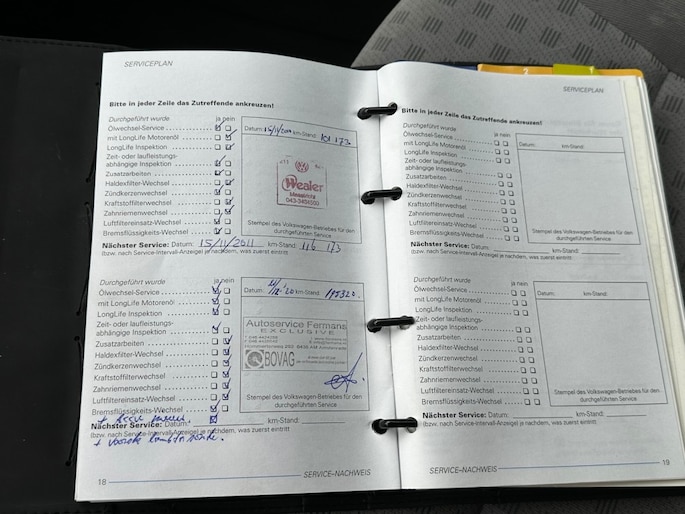 SERVICEPLAN
Bitte in jeder Zeile das Zutreffende ankreuzen!
Durchgeführt wurde ja nein
Ölwechsel-Service
mit LongLife Motorenöl
LongLife Inspektion
Zeit- oder laufleistungs-
abhängige Inspektion
Zusatzarbeiten
Haldexfilter-Wechsel
Zündkerzenwechsel
Kraftstofffilterwechsel
Zahnriemenwechsel
Luftfiltereinsatz-Wechsel
Bremsflüssigkeits-Wechsel
Datum: km-Stand: 101.173
Wealer
043-3491300
Stempel des Volkswagen-Betriebes für den
durchgeführten Service
Nächster Service: Datum: 15/11/2011 km-Stand: 116 173
(bzw. nach Service-Intervall-Anzeige) je nachdem, was zuerst eintritt
Durchgeführt wurde ja nein
Ölwechsel-Service
mit LongLife Motorenöl
LongLife Inspektion
Zeit- oder laufleistungs-
abhängige Inspektion
Zusatzarbeiten
Haldexfilter-Wechsel
Zündkerzenwechsel
Kraftstofffilterwechsel
Zahnriemenwechsel
Luftfiltereinsatz-Wechsel
Bremsflüssigkeits-Wechsel
Datum: km-Stand:
Autoservice Fermans
EXCLUSIVE
BOVAG
Stempel des Volkswagen-Betriebes für den
durchgeführten Service
Nächster Service: Datum: km-Stand:
(bzw. nach Service-Intervall-Anzeige) je nachdem, was zuerst eintritt
18
SERVICE–NACHWEIS
2
SERVICEPLAN
Bitte in jeder Zeile das Zutreffende ankreuzen!
Durchgeführt wurde ja nein
Ölwechsel-Service
mit LongLife Motorenöl
LongLife Inspektion
Zeit- oder laufleistungs-
abhängige Inspektion
Zusatzarbeiten
Haldexfilter-Wechsel
Zündkerzenwechsel
Kraftstofffilterwechsel
Zahnriemenwechsel
Luftfiltereinsatz-Wechsel
Bremsflüssigkeits-Wechsel
Datum: km-Stand:
Stempel des Volkswagen-Betriebes für den
durchgeführten Service
Nächster Service: Datum: km-Stand:
(bzw. nach Service-Intervall-Anzeige) je nachdem, was zuerst eintritt
Durchgeführt wurde ja nein
Ölwechsel-Service
mit LongLife Motorenöl
LongLife Inspektion
Zeit- oder laufleistungs-
abhängige Inspektion
Zusatzarbeiten
Haldexfilter-Wechsel
Zündkerzenwechsel
Kraftstofffilterwechsel
Zahnriemenwechsel
Luftfiltereinsatz-Wechsel
Bremsflüssigkeits-Wechsel
Datum: km-Stand:
Stempel des Volkswagen-Betriebes für den
durchgeführten Service
Nächster Service: Datum: km-Stand:
(bzw. nach Service-Intervall-Anzeige) je nachdem, was zuerst eintritt
SERVICE–NACHWEIS
19